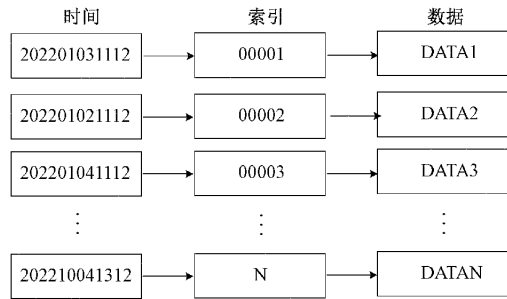 时间 索引 数据
202201031112 00001 DATA1
202201021112 00002 DATA2
202201041112 00003 DATA3
⋮ ⋮ ⋮
202210041312 N DATAN